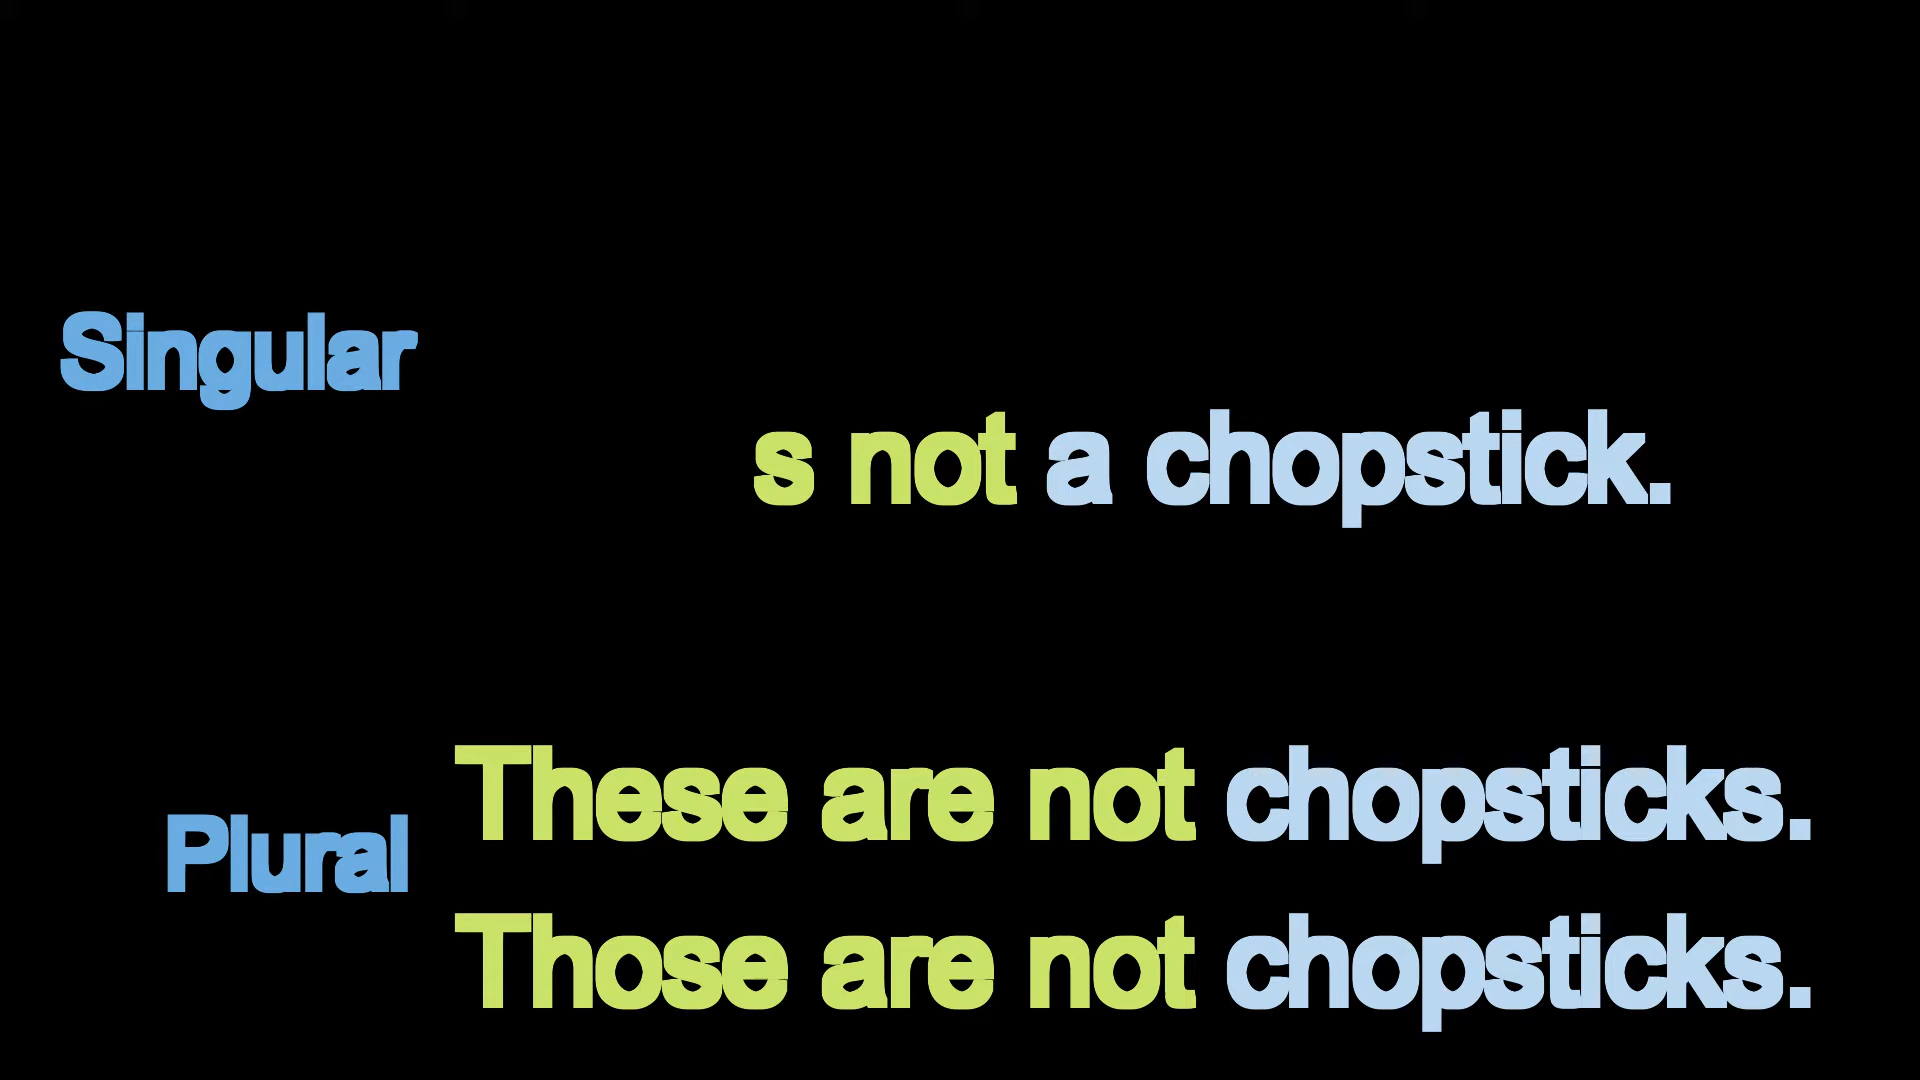 Singular
s not a chopstick.
These are not chopsticks.
Plural
Those are not chopsticks.